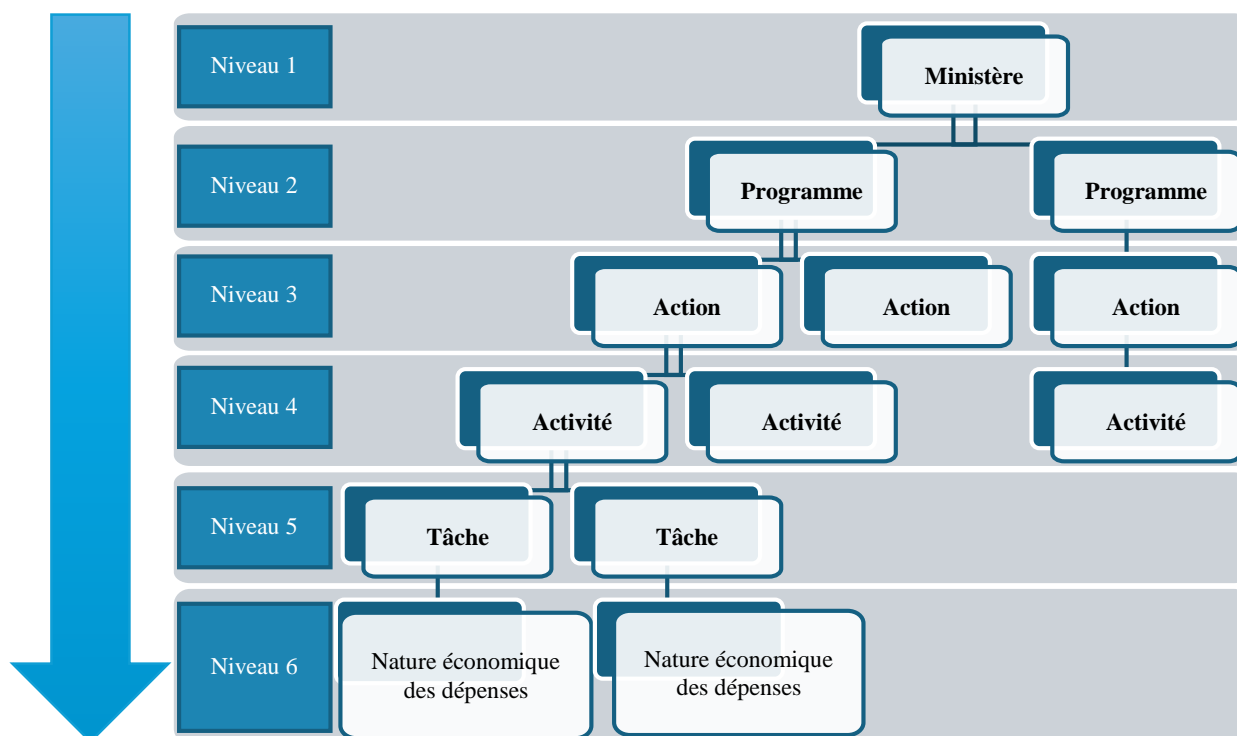 Niveau 1
Ministère
Niveau 2
Programme
Programme
Niveau 3
Action
Action
Action
Niveau 4
Activité
Activité
Activité
Niveau 5
Tâche
Tâche
Niveau 6
Nature économique
des dépenses
Nature économique
des dépenses